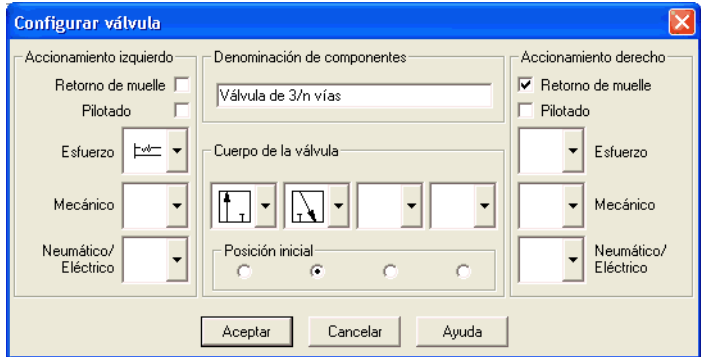 Configurar válvula
Accionamiento izquierdo
Retorno de muelle
Pilotado
Esfuerzo
Mecánico
Neumático/
Eléctrico
Denominación de componentes
Válvula de 3/n vías
Cuerpo de la válvula
T
T
Posición inicial
Accionamiento derecho
Retorno de muelle
Pilotado
Esfuerzo
Mecánico
Neumático/
Eléctrico
Aceptar
Cancelar
Ayuda